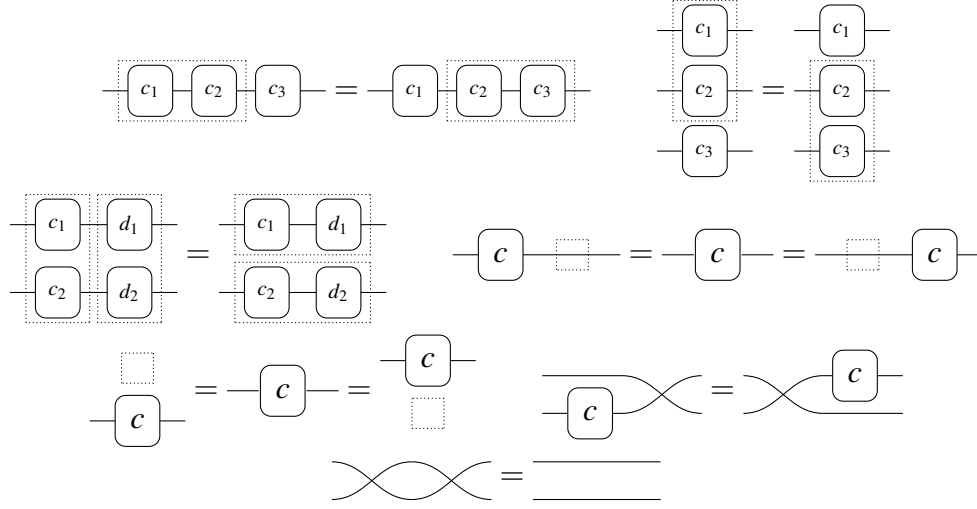 c₁ c₂ c₃ = c₁ c₂ c₃
c₁ c₁
c₂ = c₂
c₃ c₃
c₁ d₁ = c₁ d₁
c₂ d₂ c₂ d₂
c = c = c
c = c = c
c = c
=